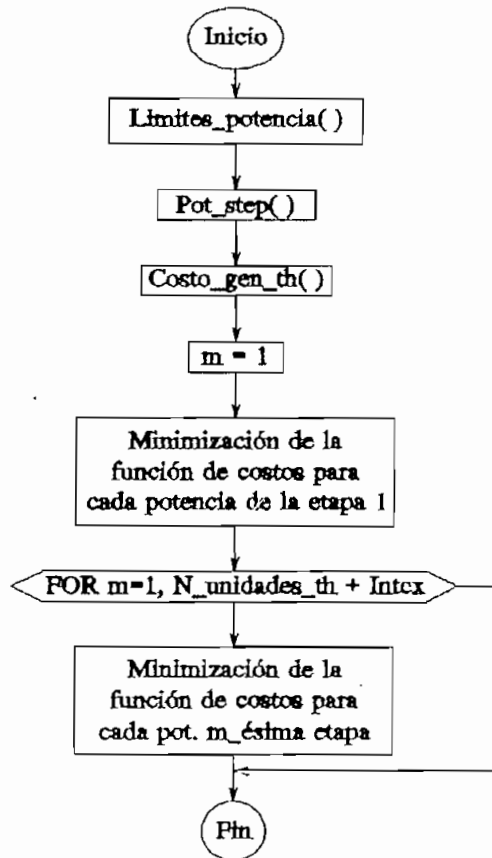 Inicio
Limites_potencia( )
Pot_step( )
Costo_gen_th( )
m = 1
Minimización de la
función de costos para
cada potencia de la etapa 1
FOR m=1, N_unidades_th + Intex
Minimización de la
función de costos para
cada pot. m_ésima etapa
Fin